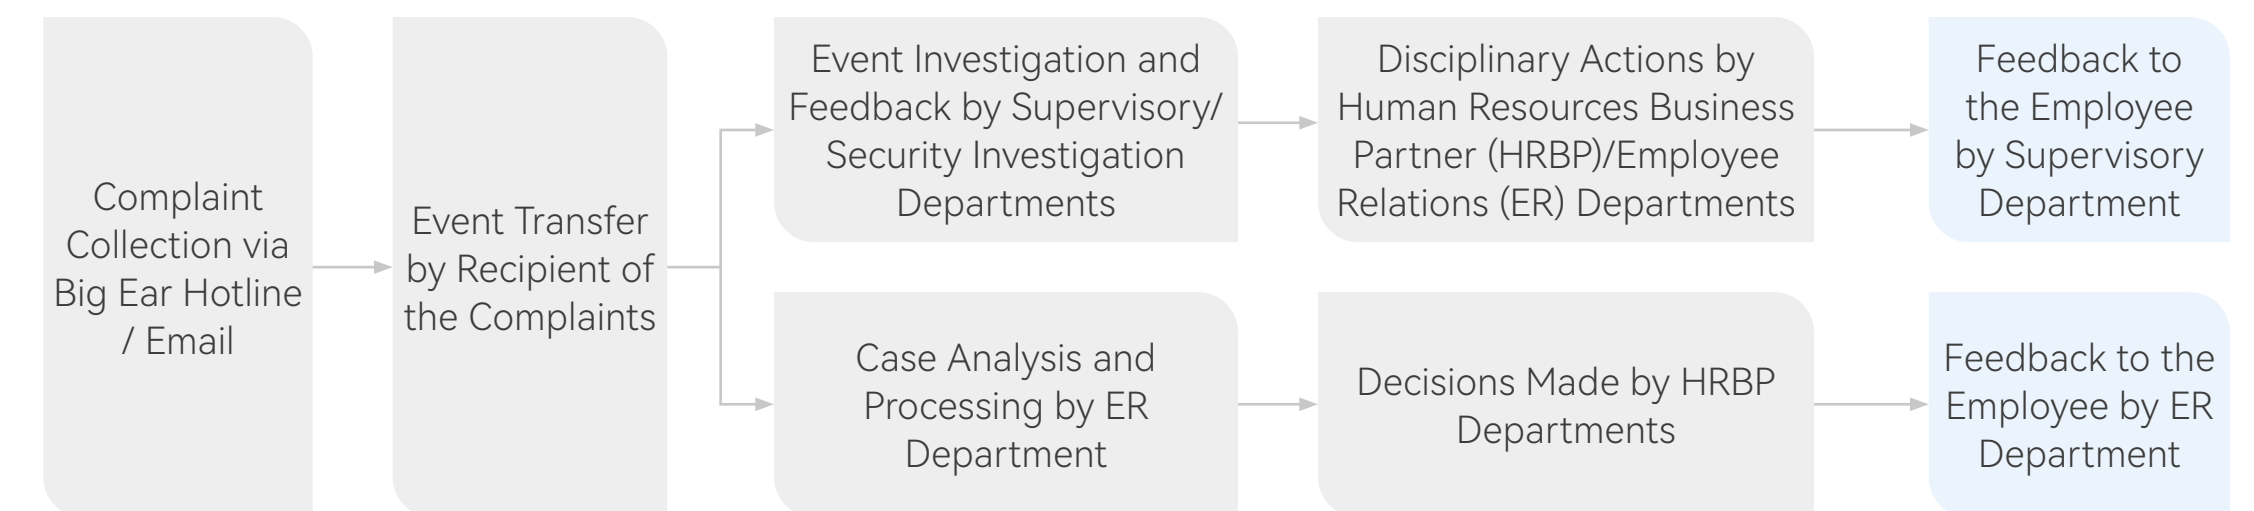 Complaint
Collection via
Big Ear Hotline
/ Email
Event Transfer
by Recipient of
the Complaints
Event Investigation and
Feedback by Supervisory/
Security Investigation
Departments
Disciplinary Actions by
Human Resources Business
Partner (HRBP)/Employee
Relations (ER) Departments
Feedback to
the Employee
by Supervisory
Department
Case Analysis and
Processing by ER
Department
Decisions Made by HRBP
Departments
Feedback to the
Employee by ER
Department